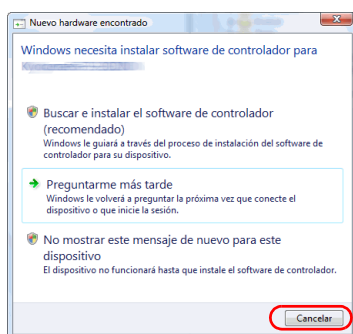 Nuevo hardware encontrado
Windows necesita instalar software de controlador para
Buscar e instalar el software de controlador
(recomendado)
Windows le guiará a través del proceso de instalación del software de
controlador para su dispositivo.
Preguntarme más tarde
Windows le volverá a preguntar la próxima vez que conecte el
dispositivo o que inicie la sesión.
No mostrar este mensaje de nuevo para este
dispositivo
El dispositivo no funcionará hasta que instale el software de controlador.
Cancelar